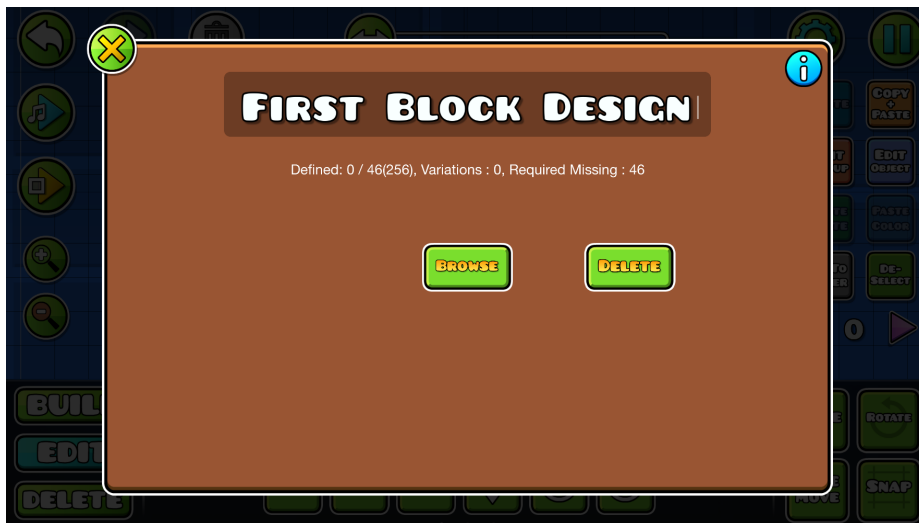 First Block Design
Defined: 0 / 46(256), Variations : 0, Required Missing : 46
Browse
Delete
Copy
+
Paste
Edit
Object
Paste
Color
De-
Select
0
Rotate
Edit
Delete
Move
Snap